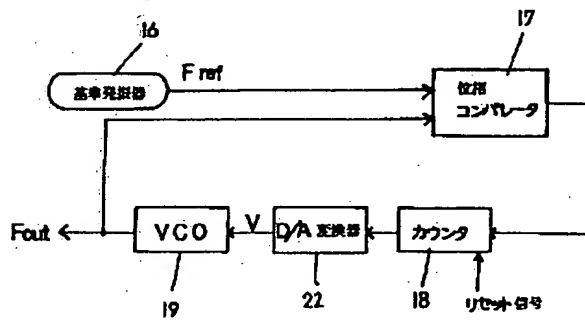 16
17
基準発振器
F ref
位相
コンパレータ
Fout
VCO
V
D/A 変換器
カウンタ
19
22
18
リセット信号